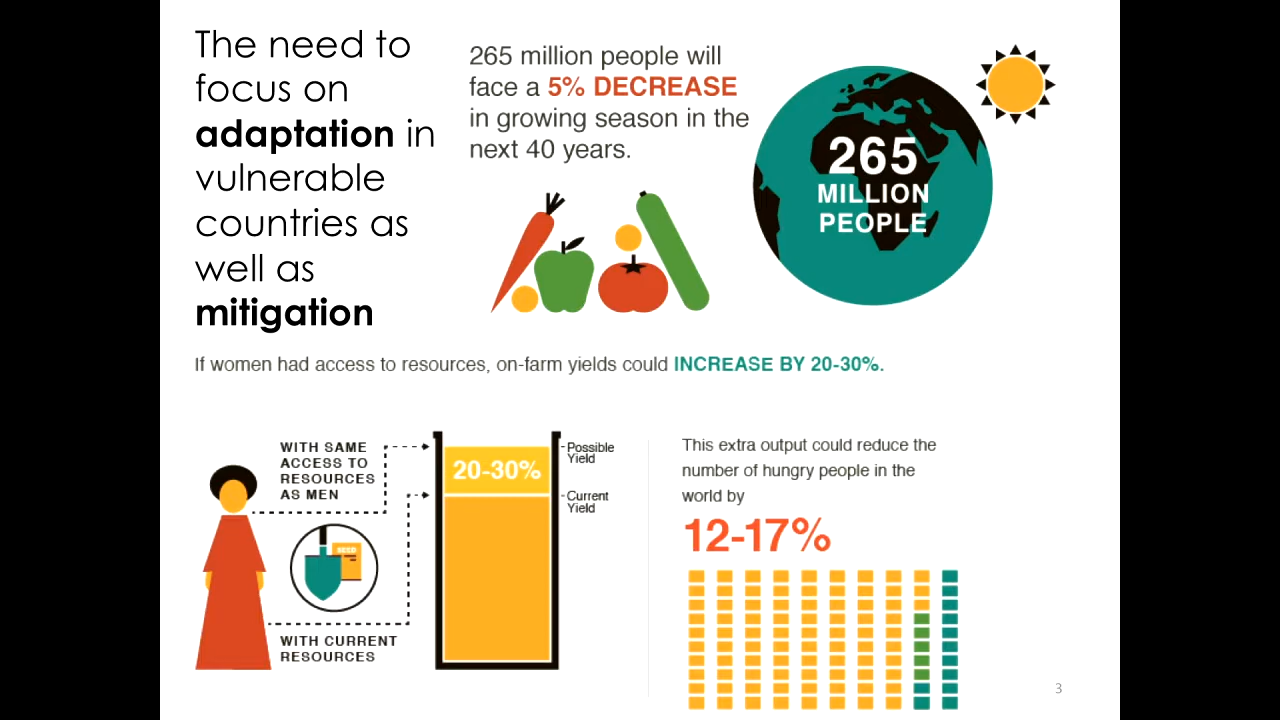 The need to
focus on
adaptation in
vulnerable
countries as
well as
mitigation
265 million people will
face a 5% DECREASE
in growing season in the
next 40 years.
265
MILLION
PEOPLE
If women had access to resources, on-farm yields could INCREASE BY 20-30%.
WITH SAME
ACCESS TO
RESOURCES
AS MEN
SEED
WITH CURRENT
RESOURCES
20-30%
Possible
Yield
Current
Yield
This extra output could reduce the
number of hungry people in the
world by
12-17%
3